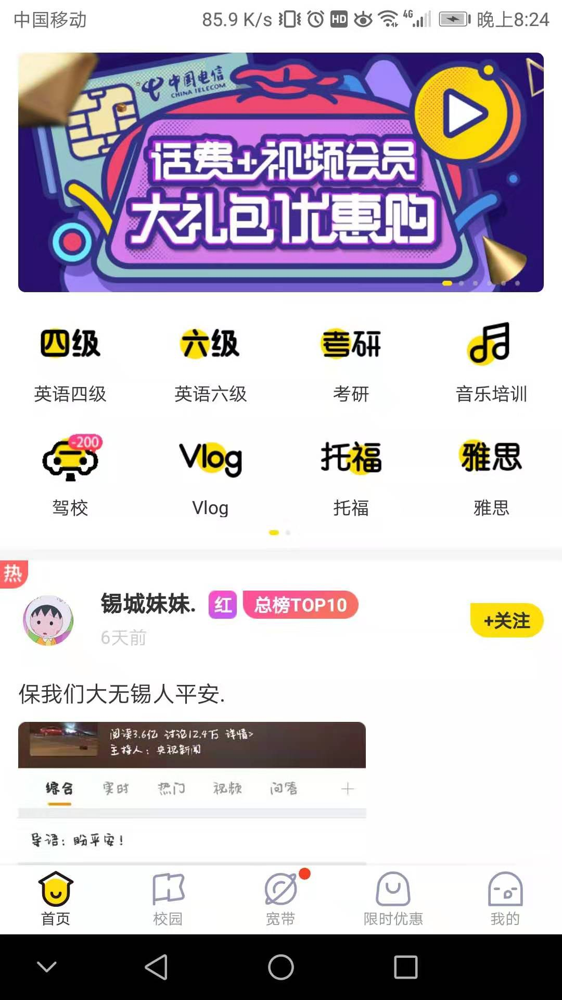 中国移动 85.9 K/s HD 4G 晚上8:24
中国电信
CHINA TELECOM
话费+视频会员
大礼包优惠购
四级 六级 考研
英语四级 英语六级 考研 音乐培训
-200 Vlog 托福 雅思
驾校 Vlog 托福 雅思
热
锡城妹妹. 红 总榜TOP10
+关注
6天前
保我们大无锡人平安.
阅读3.6亿 讨论12.4万 详情>
主持人：央视新闻
综合 实时 热门 视频 问答 +
导语：盼平安！
首页 校园 宽带 限时优惠 我的